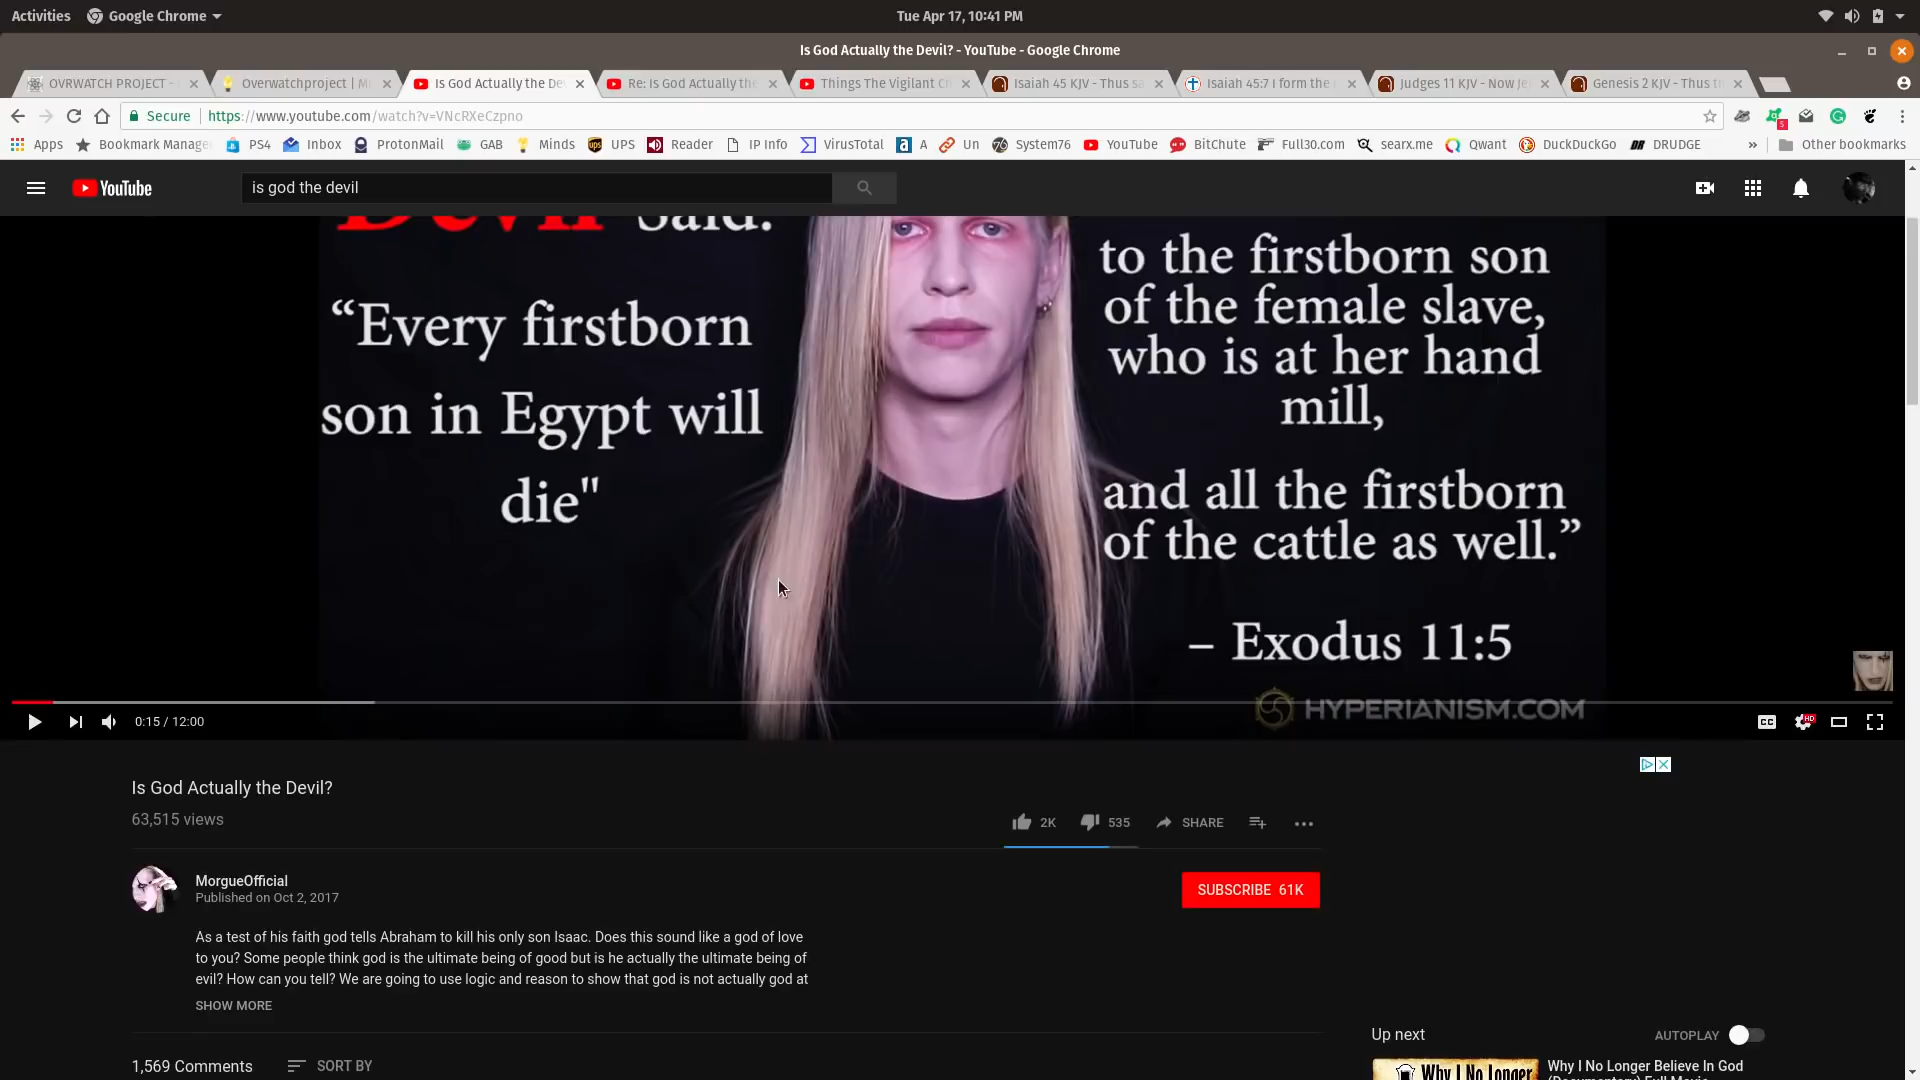 Activities Google Chrome Tue Apr 17, 10:41 PM
Is God Actually the Devil? - YouTube - Google Chrome
OVRWATCH PROJECT - Overwatchproject | Is God Actually the De Re: Is God Actually the Things The Vigilant Isaiah 45 KJV - Thus sa Isaiah 45:7 I form the Judges 11 KJV - Now Genesis 2 KJV - Thus
Secure https://www.youtube.com/watch?v=VNcRXeCzpno
Apps Bookmark Manage PS4 Inbox ProtonMail GAB Minds UPS Reader IP Info VirusTotal A Un System76 YouTube BitChute Full30.com searx.me Qwant DuckDuckGo DRUDGE » Other bookmarks
YouTube is god the devil
Devil Said:
“Every firstborn
son in Egypt will
die"
to the firstborn son
of the female slave,
who is at her hand
mill,
and all the firstborn
of the cattle as well.”
– Exodus 11:5
HYPERIANISM.COM
0:15 / 12:00 CC HD
Is God Actually the Devil?
63,515 views
2K 535 SHARE
MorgueOfficial
Published on Oct 2, 2017
SUBSCRIBE 61K
As a test of his faith god tells Abraham to kill his only son Isaac. Does this sound like a god of love
to you? Some people think god is the ultimate being of good but is he actually the ultimate being of
evil? How can you tell? We are going to use logic and reason to show that god is not actually god at
SHOW MORE
1,569 Comments SORT BY
Up next AUTOPLAY
Why I No Longer
Why I No Longer Believe In God
(Documentary) Full Movie